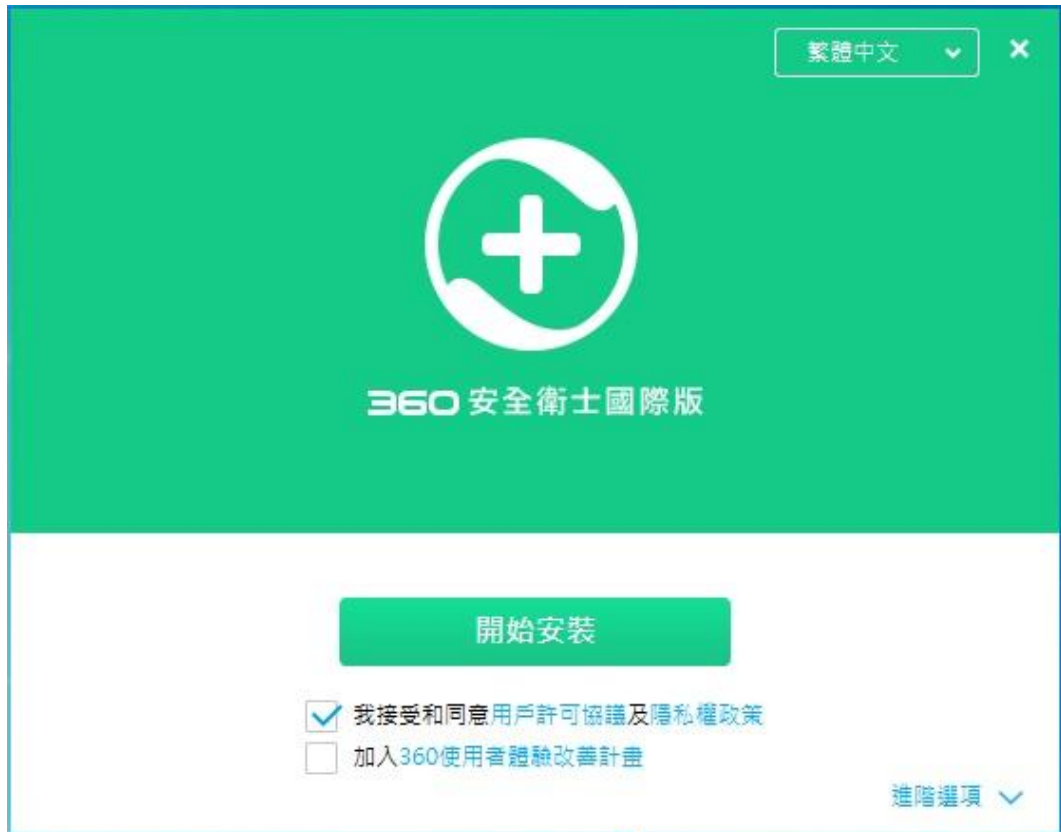 繁體中文
360 安全衛士國際版
開始安裝
我接受和同意用戶許可協議及隱私權政策
加入360使用者體驗改善計畫
進階選項